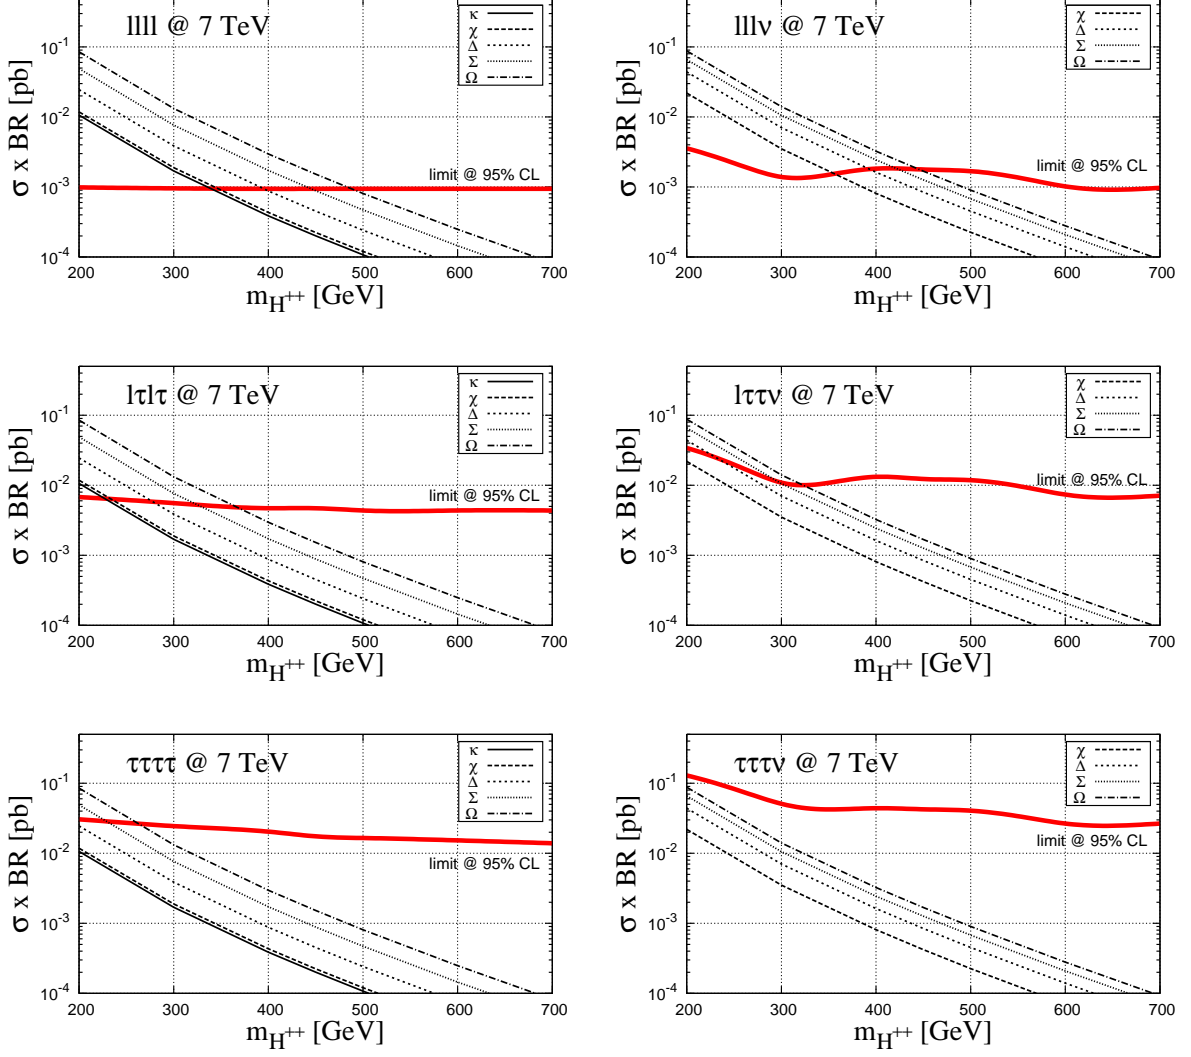 llll @ 7 TeV
κ
χ
Δ
Σ
Ω
10^-1
10^-2
10^-3
10^-4
σ x BR [pb]
limit @ 95% CL
200 300 400 500 600 700
m_H^++ [GeV]
lllν @ 7 TeV
χ
Δ
Σ
Ω
10^-1
10^-2
10^-3
10^-4
σ x BR [pb]
limit @ 95% CL
200 300 400 500 600 700
m_H^++ [GeV]
lτlτ @ 7 TeV
κ
χ
Δ
Σ
Ω
10^-1
10^-2
10^-3
10^-4
σ x BR [pb]
limit @ 95% CL
200 300 400 500 600 700
m_H^++ [GeV]
lττν @ 7 TeV
χ
Δ
Σ
Ω
10^-1
10^-2
10^-3
10^-4
σ x BR [pb]
limit @ 95% CL
200 300 400 500 600 700
m_H^++ [GeV]
ττττ @ 7 TeV
κ
χ
Δ
Σ
Ω
10^-1
10^-2
10^-3
10^-4
σ x BR [pb]
limit @ 95% CL
200 300 400 500 600 700
m_H^++ [GeV]
τττν @ 7 TeV
χ
Δ
Σ
Ω
10^-1
10^-2
10^-3
10^-4
σ x BR [pb]
limit @ 95% CL
200 300 400 500 600 700
m_H^++ [GeV]